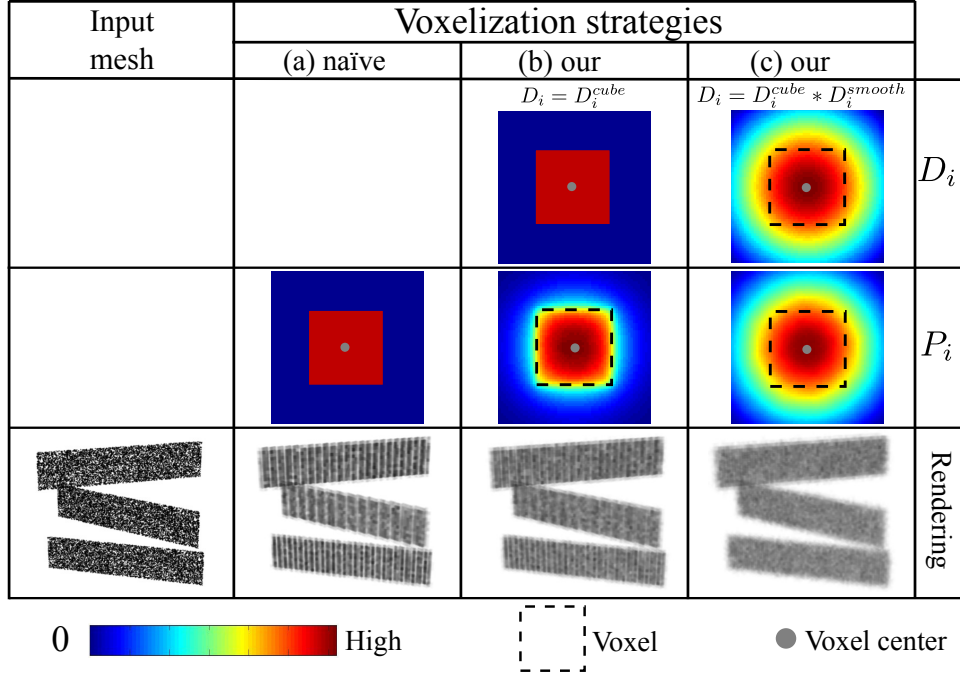 Input mesh
Voxelization strategies
(a) naïve
(b) our
(c) our
$D_i = D_i^{cube}$
$D_i = D_i^{cube} * D_i^{smooth}$
$D_i$
$P_i$
Rendering
0
High
Voxel
Voxel center